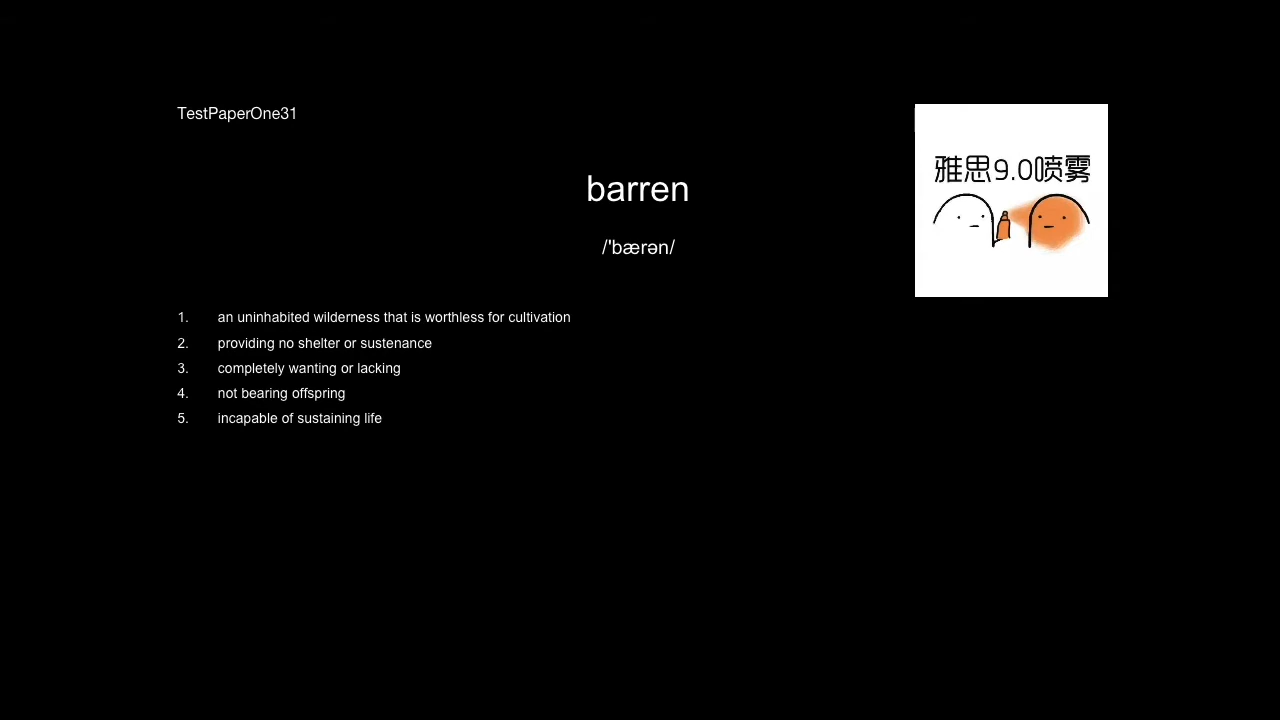 TestPaperOne31
雅思9.0喷雾
barren
/'bærən/
1. an uninhabited wilderness that is worthless for cultivation
2. providing no shelter or sustenance
3. completely wanting or lacking
4. not bearing offspring
5. incapable of sustaining life